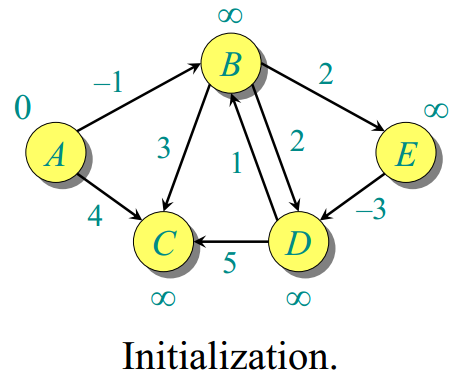 ∞
B
–1
2
0
∞
A
3
1
2
E
4
–3
C
D
5
∞
∞
Initialization.